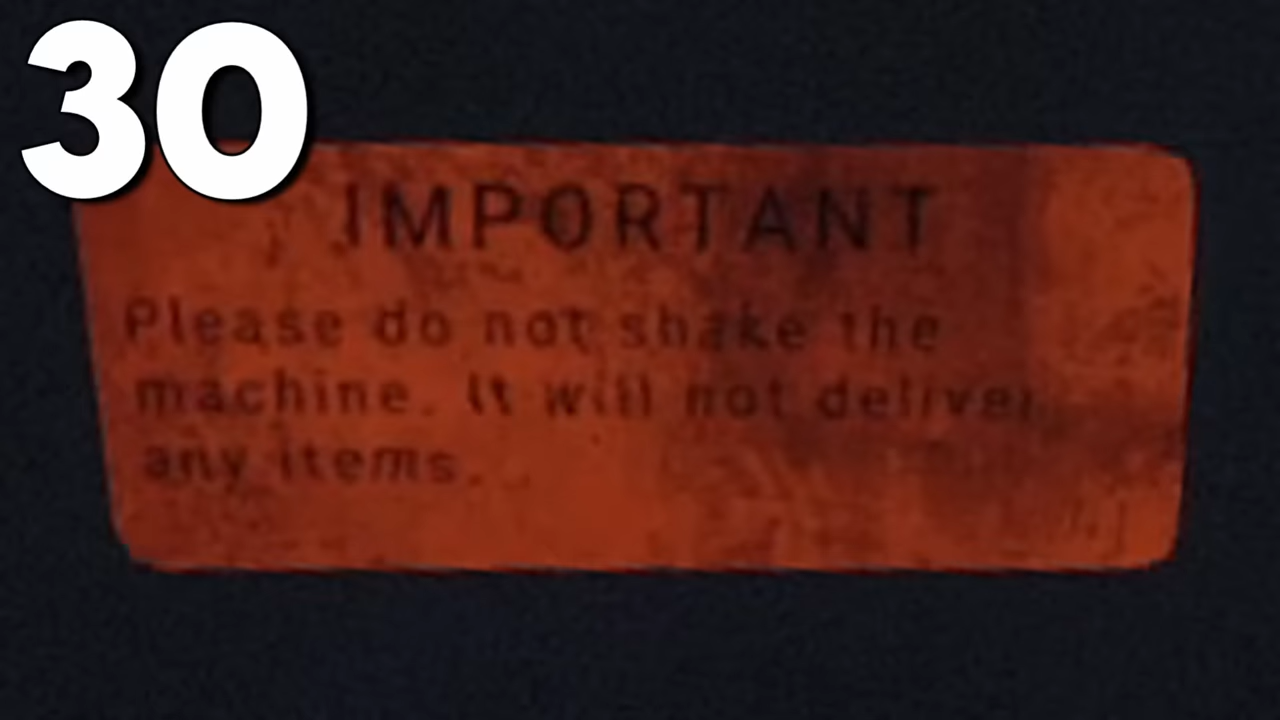 30
IMPORTANT
Please do not shake the
machine. It will not deliver
any items.